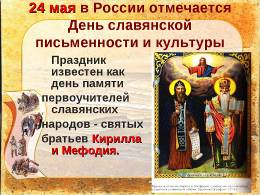 24 мая в России отмечается
День славянской
письменности и культуры
Праздник
известен как
день памяти
первоучителей
славянских
народов - святых
братьев Кирилла
и Мефодия.